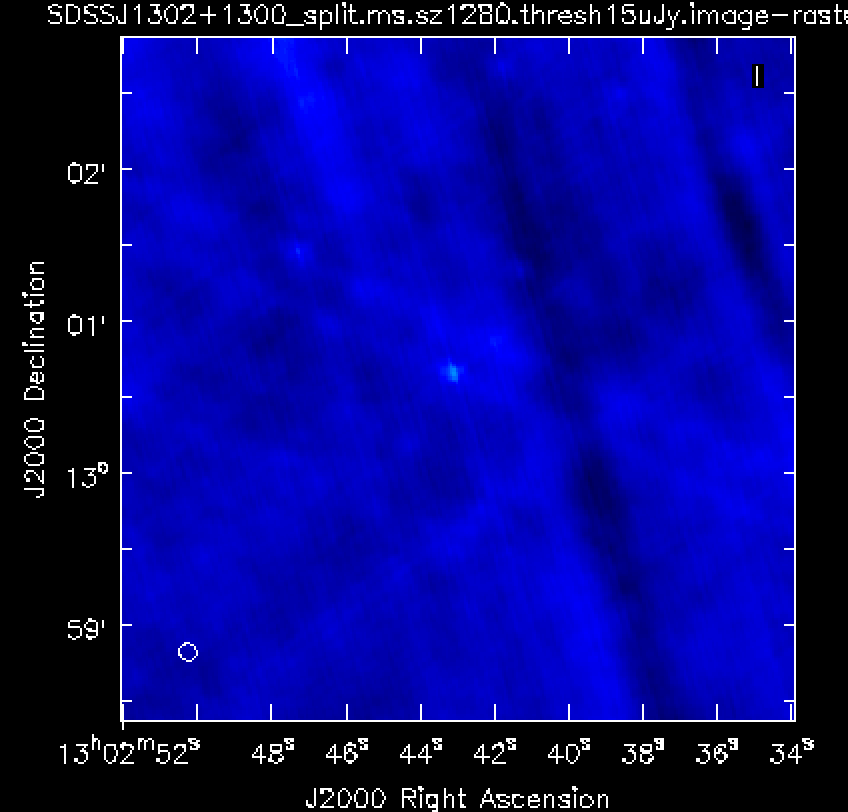 SDSSJ1302+1300_split.ms.sz1280.thresh15uJy.image-raste
I
02'
01'
13°
59'
J2000 Declination
13h02m52s 48s 46s 44s 42s 40s 38s 36s 34s
J2000 Right Ascension